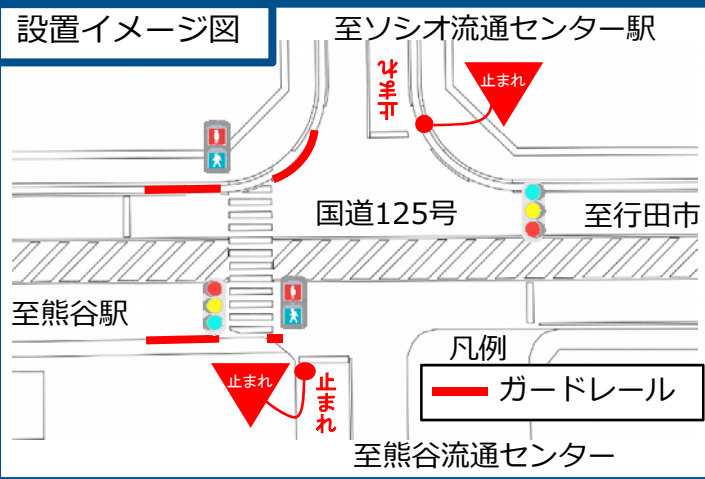 設置イメージ図
至ソシオ流通センター駅
止まれ
止まれ
国道125号
至行田市
至熊谷駅
凡例
ガードレール
止まれ
止まれ
至熊谷流通センター